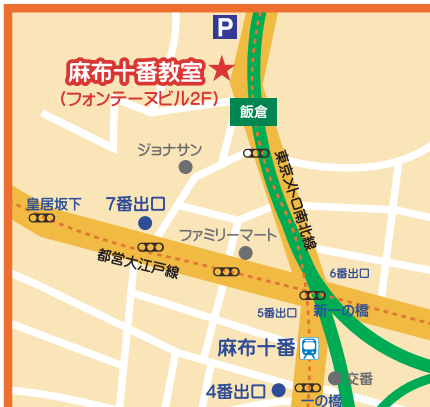 P
麻布十番教室
(フォンテーヌビル2F)
飯倉
ジョナサン
東京メトロ南北線
皇居坂下
7番出口
ファミリーマート
都営大江戸線
6番出口
5番出口
新一の橋
麻布十番
交番
4番出口
一の橋